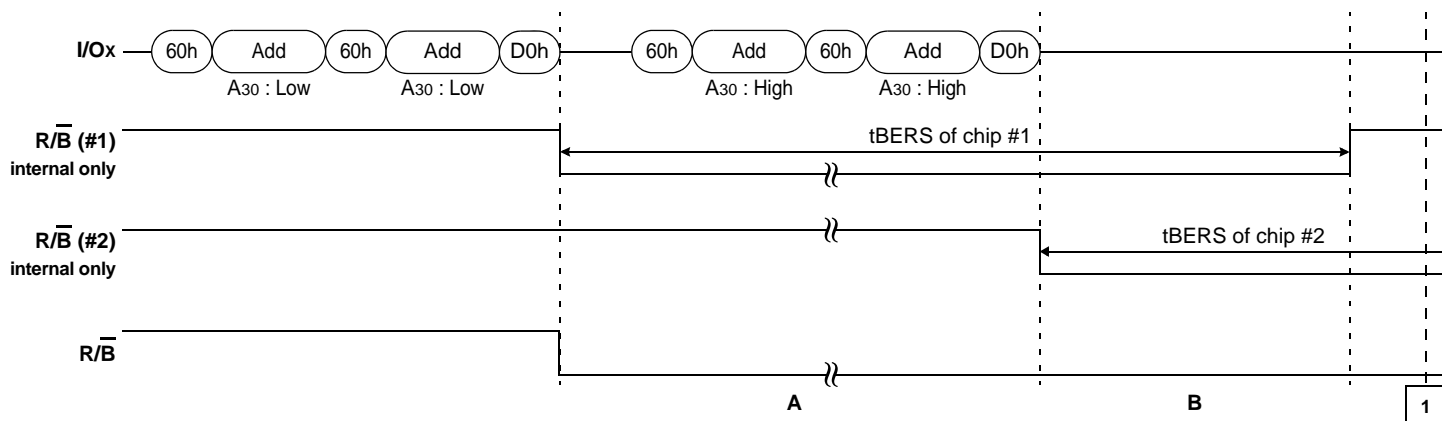 I/Ox 60h Add 60h Add D0h 60h Add 60h Add D0h
A30 : Low A30 : Low A30 : High A30 : High
R/B̅ (#1)
internal only
tBERS of chip #1
R/B̅ (#2)
internal only
tBERS of chip #2
R/B̅
A B
1